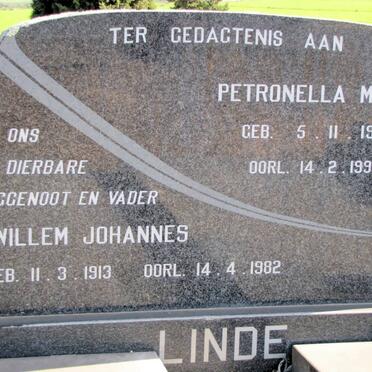 TER GEDAGTENIS AAN
PETRONELLA M
GEB. 5.11.19
OORL. 14.2.199
ONS
DIERBARE
GGENOOT EN VADER
WILLEM JOHANNES
EB. 11.3.1913 OORL. 14.4.1982
LINDE